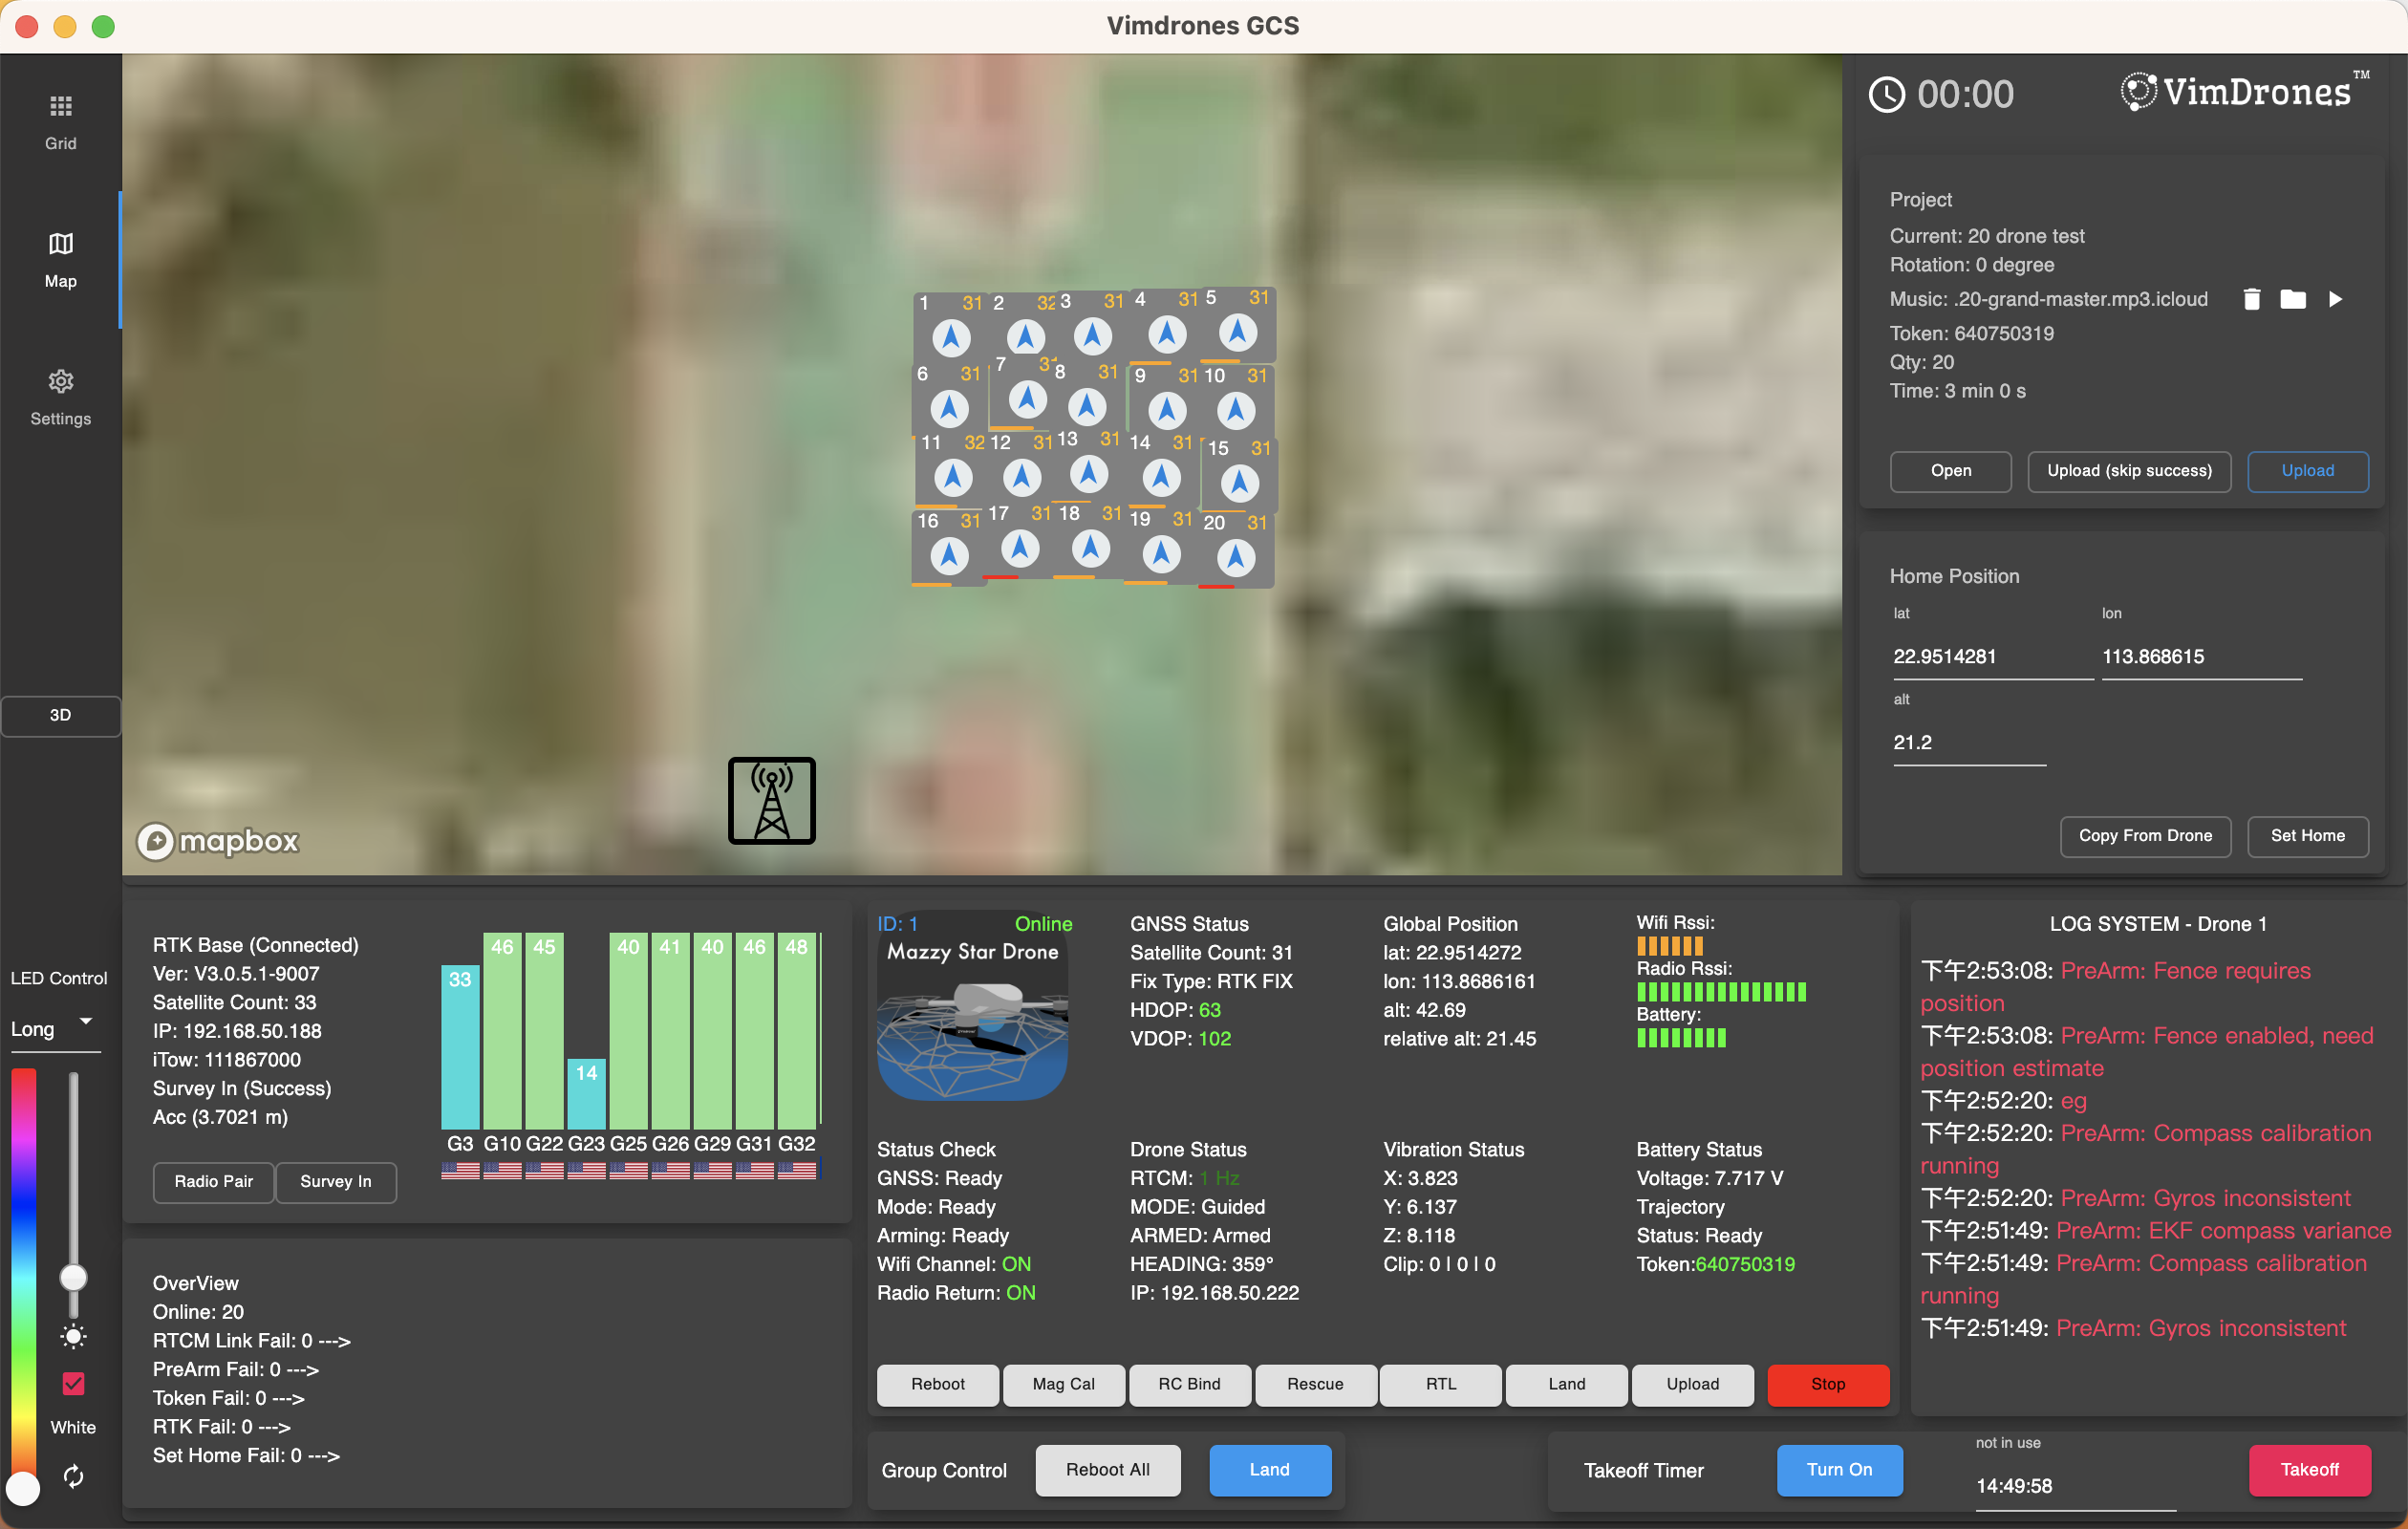 Vimdrones GCS
Grid
Map
Settings
3D
LED Control
Long
White
1 31 2 32 3 31 4 31 5 31
6 31 7 8 31 9 31 10 31
11 32 12 31 13 31 14 31 15 31
16 31 17 31 18 31 19 31 20 31
mapbox
00:00
VimDrones™
Project
Current: 20 drone test
Rotation: 0 degree
Music: .20-grand-master.mp3.icloud
Token: 640750319
Qty: 20
Time: 3 min 0 s
Open Upload (skip success) Upload
Home Position
lat lon
22.9514281 113.868615
alt
21.2
Copy From Drone Set Home
RTK Base (Connected)
Ver: V3.0.5.1-9007
Satellite Count: 33
IP: 192.168.50.188
iTow: 111867000
Survey In (Success)
Acc (3.7021 m)
Radio Pair Survey In
33 46 45 14 40 41 40 46 48
G3 G10 G22 G23 G25 G26 G29 G31 G32
OverView
Online: 20
RTCM Link Fail: 0 --->
PreArm Fail: 0 --->
Token Fail: 0 --->
RTK Fail: 0 --->
Set Home Fail: 0 --->
ID: 1 Online
Mazzy Star Drone
GNSS Status
Satellite Count: 31
Fix Type: RTK FIX
HDOP: 63
VDOP: 102
Global Position
lat: 22.9514272
lon: 113.8686161
alt: 42.69
relative alt: 21.45
Wifi Rssi:
Radio Rssi:
Battery:
Status Check
GNSS: Ready
Mode: Ready
Arming: Ready
Wifi Channel: ON
Radio Return: ON
Drone Status
RTCM: 1 Hz
MODE: Guided
ARMED: Armed
HEADING: 359°
IP: 192.168.50.222
Vibration Status
X: 3.823
Y: 6.137
Z: 8.118
Clip: 0 | 0 | 0
Battery Status
Voltage: 7.717 V
Trajectory
Status: Ready
Token:640750319
Reboot Mag Cal RC Bind Rescue RTL Land Upload Stop
Group Control Reboot All Land
Takeoff Timer Turn On
not in use
14:49:58
Takeoff
LOG SYSTEM - Drone 1
下午2:53:08: PreArm: Fence requires
position
下午2:53:08: PreArm: Fence enabled, need
position estimate
下午2:52:20: eg
下午2:52:20: PreArm: Compass calibration
running
下午2:52:20: PreArm: Gyros inconsistent
下午2:51:49: PreArm: EKF compass variance
下午2:51:49: PreArm: Compass calibration
running
下午2:51:49: PreArm: Gyros inconsistent